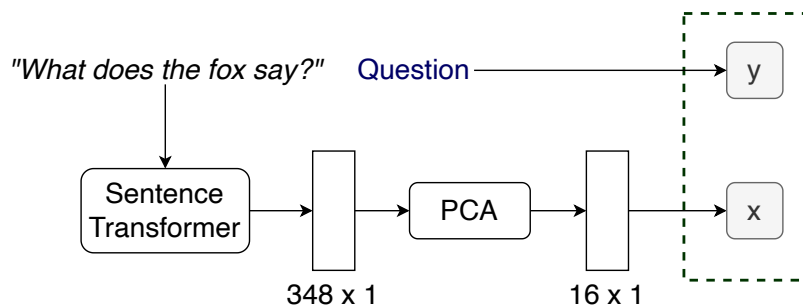 "What does the fox say?" Question
y
Sentence
Transformer
PCA
x
348 x 1
16 x 1